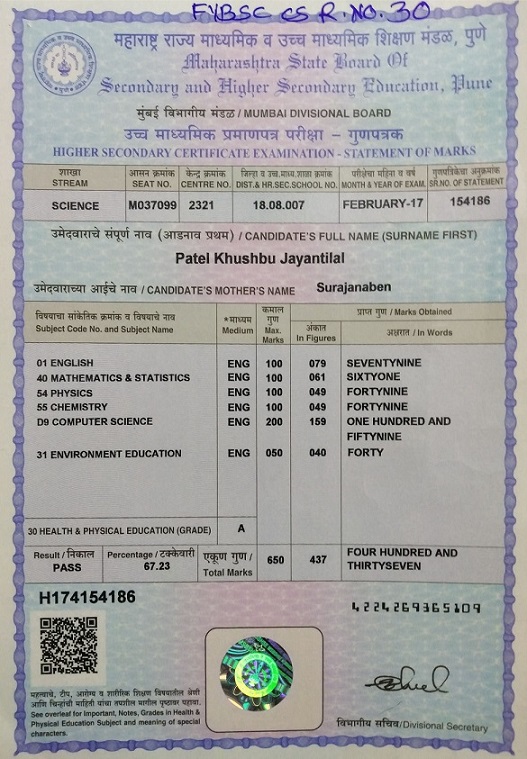 FYBSC CS R.NO. 30
महाराष्ट्र राज्य माध्यमिक व उच्च माध्यमिक शिक्षण मंडळ, पुणे
Maharashtra State Board Of
Secondary and Higher Secondary Education, Pune
मुंबई विभागीय मंडळ / MUMBAI DIVISIONAL BOARD
उच्च माध्यमिक प्रमाणपत्र परीक्षा – गुणपत्रक
HIGHER SECONDARY CERTIFICATE EXAMINATION - STATEMENT OF MARKS
शाखा आसन क्रमांक केन्द्र क्रमांक जिल्हा व उच्च.माध्य.शाळा क्रमांक परीक्षेचा महिना व वर्ष गुणपत्रिकेचा अनुक्रमांक
STREAM SEAT NO. CENTRE NO. DIST.& HR.SEC.SCHOOL NO. MONTH & YEAR OF EXAM. SR.NO. OF STATEMENT
SCIENCE M037099 2321 18.08.007 FEBRUARY-17 154186
उमेदवाराचे संपूर्ण नाव (आडनाव प्रथम) / CANDIDATE'S FULL NAME (SURNAME FIRST)
Patel Khushbu Jayantilal
उमेदवाराच्या आईचे नाव / CANDIDATE'S MOTHER'S NAME Surajanaben
विषयाचा सांकेतिक क्रमांक व विषयाचे नाव
Subject Code No. and Subject Name
*माध्यम
Medium
कमाल
गुण
Max.
Marks
प्राप्त गुण / Marks Obtained
अंकात
In Figures
अक्षरात / In Words
01 ENGLISH ENG 100 079 SEVENTYNINE
40 MATHEMATICS & STATISTICS ENG 100 061 SIXTYONE
54 PHYSICS ENG 100 049 FORTYNINE
55 CHEMISTRY ENG 100 049 FORTYNINE
D9 COMPUTER SCIENCE ENG 200 159 ONE HUNDRED AND
FIFTYNINE
31 ENVIRONMENT EDUCATION ENG 050 040 FORTY
30 HEALTH & PHYSICAL EDUCATION (GRADE) A
Result / निकाल
PASS
Percentage / टक्केवारी
67.23
एकूण गुण /
Total Marks
650 437 FOUR HUNDRED AND
THIRTYSEVEN
H174154186
4224269365109
महत्वाचे, टीप, आरोग्य व शारीरिक शिक्षण विषयातील श्रेणी
आणि चिन्हांची माहिती यांचा तपशील मागील पृष्ठावर पहावा.
See overleaf for Important, Notes, Grades in Health &
Physical Education Subject and meaning of special
characters.
विभागीय सचिव/Divisional Secretary